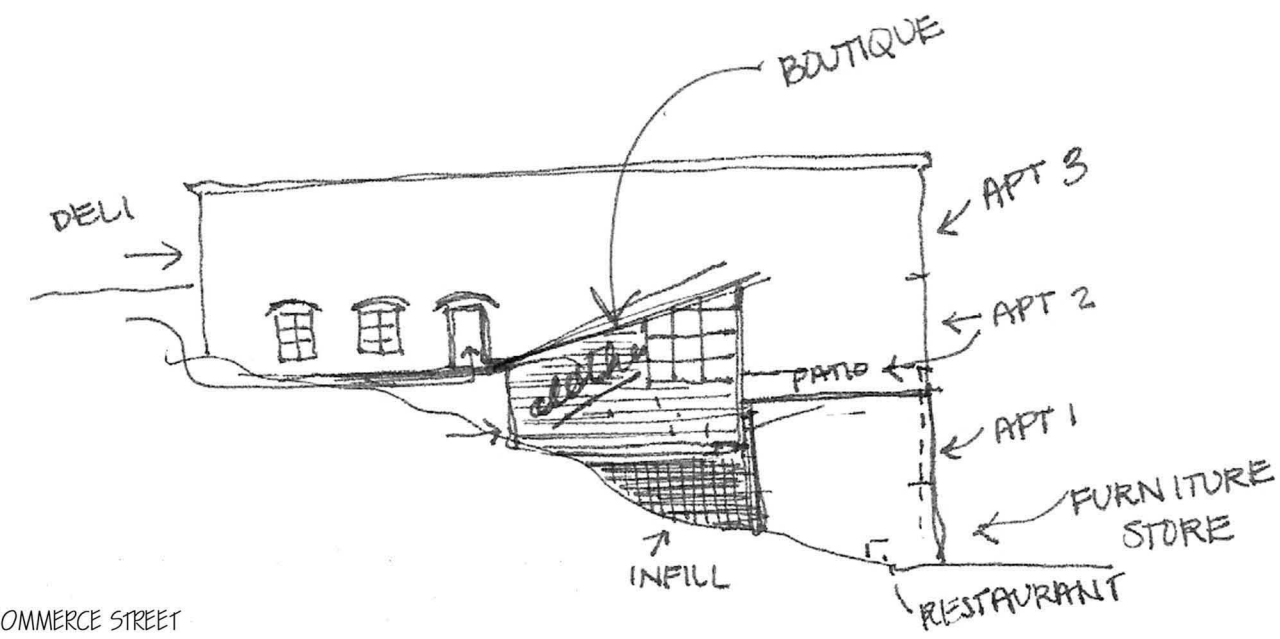 BOUTIQUE
DELI
APT 3
APT 2
PATIO
APT 1
FURNITURE
STORE
INFILL
RESTAURANT
OMMERCE STREET